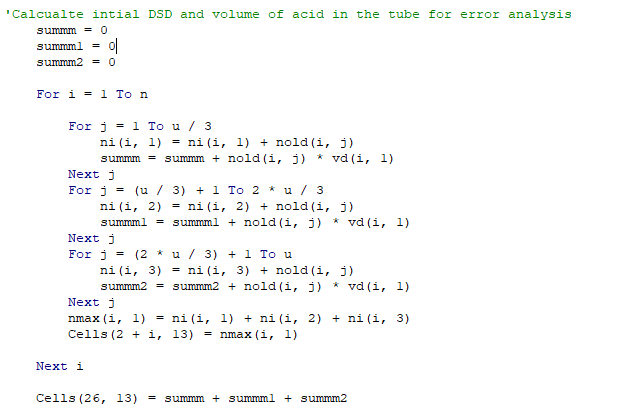 'Calcualte intial DSD and volume of acid in the tube for error analysis
summm = 0
summm1 = 0
summm2 = 0
For i = 1 To n
For j = 1 To u / 3
ni(i, 1) = ni(i, 1) + nold(i, j)
summm = summm + nold(i, j) * vd(i, 1)
Next j
For j = (u / 3) + 1 To 2 * u / 3
ni(i, 2) = ni(i, 2) + nold(i, j)
summm1 = summm1 + nold(i, j) * vd(i, 1)
Next j
For j = (2 * u / 3) + 1 To u
ni(i, 3) = ni(i, 3) + nold(i, j)
summm2 = summm2 + nold(i, j) * vd(i, 1)
Next j
nmax(i, 1) = ni(i, 1) + ni(i, 2) + ni(i, 3)
Cells(2 + i, 13) = nmax(i, 1)
Next i
Cells(26, 13) = summm + summm1 + summm2